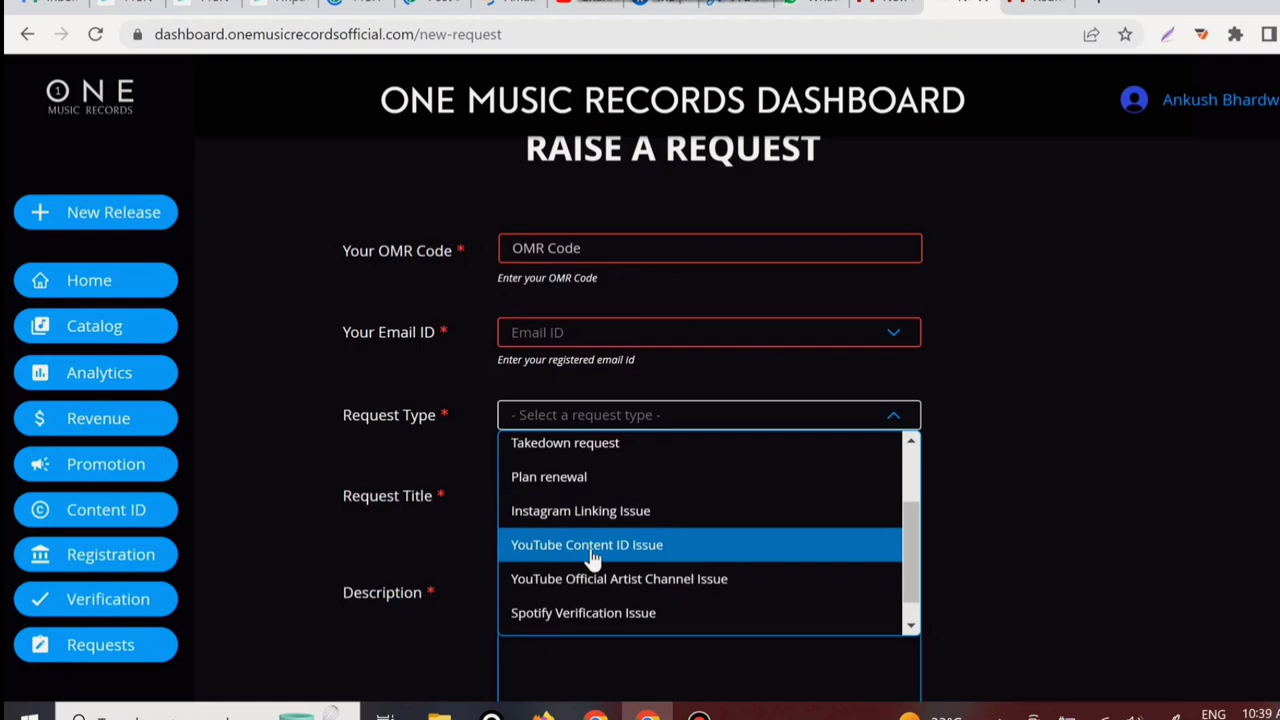 dashboard.onemusicrecordsofficial.com/new-request
ONE
MUSIC RECORDS
ONE MUSIC RECORDS DASHBOARD
Ankush Bhardw
RAISE A REQUEST
New Release
Home
Catalog
Analytics
Revenue
Promotion
Content ID
Registration
Verification
Requests
Your OMR Code *
OMR Code
Enter your OMR Code
Your Email ID *
Email ID
Enter your registered email id
Request Type *
- Select a request type -
Takedown request
Plan renewal
Instagram Linking Issue
YouTube Content ID Issue
YouTube Official Artist Channel Issue
Spotify Verification Issue
Request Title *
Description *
ENG
10:39